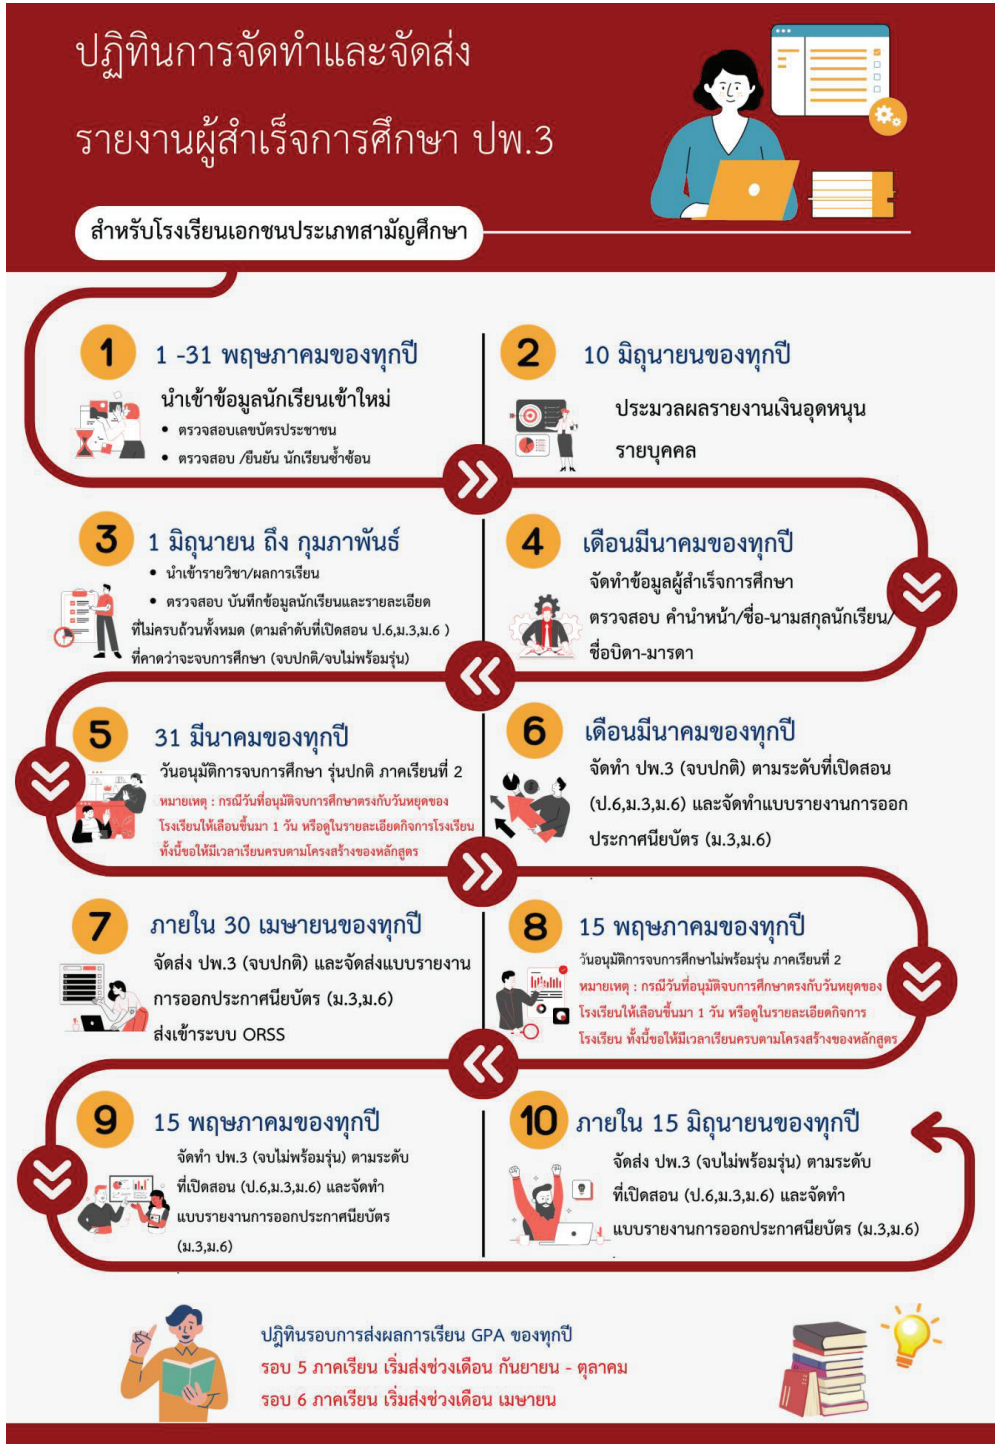 ปฏิทินการจัดทำและจัดส่ง
รายงานผู้สำเร็จการศึกษา ปพ.3
สำหรับโรงเรียนเอกชนประเภทสามัญศึกษา
1
1 -31 พฤษภาคมของทุกปี
นำเข้าข้อมูลนักเรียนเข้าใหม่
• ตรวจสอบเลขบัตรประชาชน
• ตรวจสอบ /ยืนยัน นักเรียนซ้ำซ้อน
2
10 มิถุนายนของทุกปี
ประมวลผลรายงานเงินอุดหนุน
รายบุคคล
3
1 มิถุนายน ถึง กุมภาพันธ์
• นำเข้ารายวิชา/ผลการเรียน
• ตรวจสอบ บันทึกข้อมูลนักเรียนและรายละเอียด
ที่ไม่ครบถ้วนทั้งหมด (ตามลำดับที่เปิดสอน ป.6,ม.3,ม.6 )
ที่คาดว่าจะจบการศึกษา (จบปกติ/จบไม่พร้อมรุ่น)
4
เดือนมีนาคมของทุกปี
จัดทำข้อมูลผู้สำเร็จการศึกษา
ตรวจสอบ คำนำหน้า/ชื่อ-นามสกุลนักเรียน/
ชื่อบิดา-มารดา
5
31 มีนาคมของทุกปี
วันอนุมัติการจบการศึกษา รุ่นปกติ ภาคเรียนที่ 2
หมายเหตุ : กรณีวันที่อนุมัติจบการศึกษาตรงกับวันหยุดของ
โรงเรียนให้เลื่อนขึ้นมา 1 วัน หรือดูในรายละเอียดกิจการโรงเรียน
ทั้งนี้ขอให้มีเวลาเรียนครบตามโครงสร้างของหลักสูตร
6
เดือนมีนาคมของทุกปี
จัดทำ ปพ.3 (จบปกติ) ตามระดับที่เปิดสอน
(ป.6,ม.3,ม.6) และจัดทำแบบรายงานการออก
ประกาศนียบัตร (ม.3,ม.6)
7
ภายใน 30 เมษายนของทุกปี
จัดส่ง ปพ.3 (จบปกติ) และจัดส่งแบบรายงาน
การออกประกาศนียบัตร (ม.3,ม.6)
ส่งเข้าระบบ ORSS
8
15 พฤษภาคมของทุกปี
วันอนุมัติการจบการศึกษาไม่พร้อมรุ่น ภาคเรียนที่ 2
หมายเหตุ : กรณีวันที่อนุมัติจบการศึกษาตรงกับวันหยุดของ
โรงเรียนให้เลื่อนขึ้นมา 1 วัน หรือดูในรายละเอียดกิจการ
โรงเรียน ทั้งนี้ขอให้มีเวลาเรียนครบตามโครงสร้างของหลักสูตร
9
15 พฤษภาคมของทุกปี
จัดทำ ปพ.3 (จบไม่พร้อมรุ่น) ตามระดับ
ที่เปิดสอน (ป.6,ม.3,ม.6) และจัดทำ
แบบรายงานการออกประกาศนียบัตร
(ม.3,ม.6)
10
ภายใน 15 มิถุนายนของทุกปี
จัดส่ง ปพ.3 (จบไม่พร้อมรุ่น) ตามระดับ
ที่เปิดสอน (ป.6,ม.3,ม.6) และจัดทำ
แบบรายงานการออกประกาศนียบัตร (ม.3,ม.6)
ปฎิทินรอบการส่งผลการเรียน GPA ของทุกปี
รอบ 5 ภาคเรียน เริ่มส่งช่วงเดือน กันยายน - ตุลาคม
รอบ 6 ภาคเรียน เริ่มส่งช่วงเดือน เมษายน